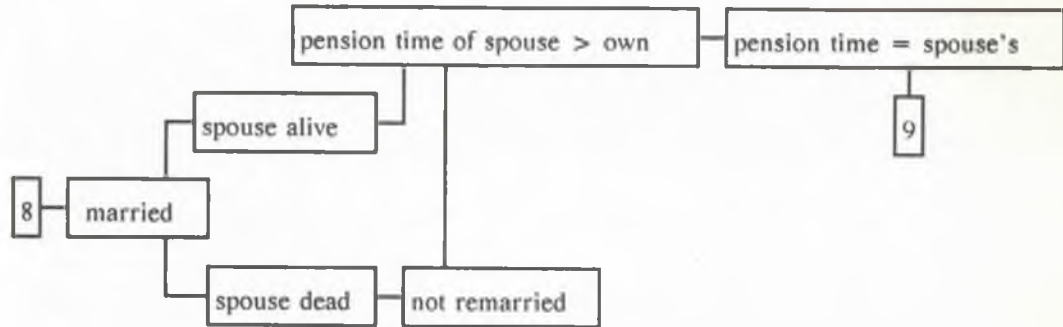 pension time of spouse > own
pension time = spouse's
spouse alive
9
8
married
spouse dead
not remarried